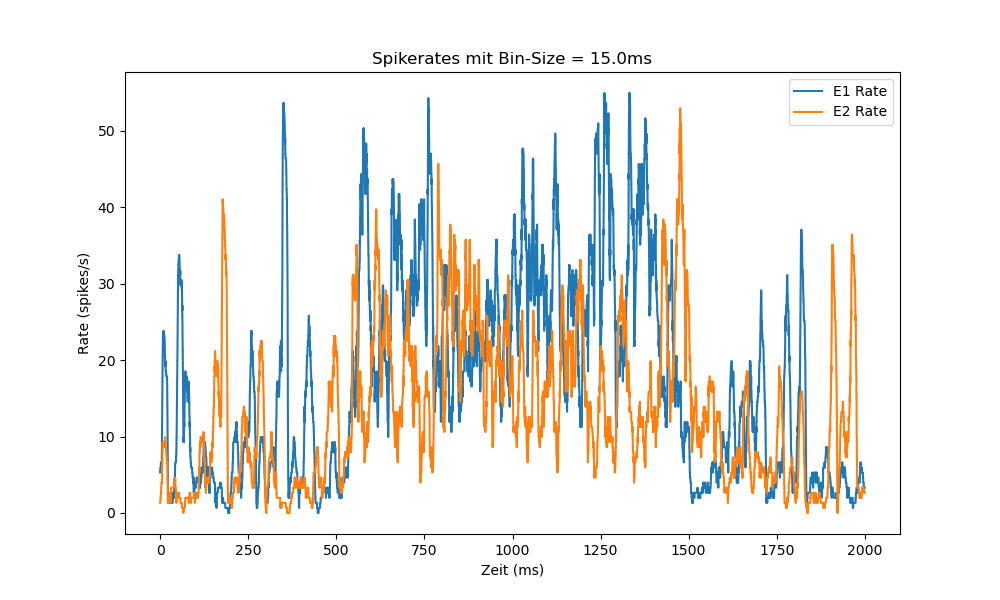 Spikerates mit Bin-Size = 15.0ms
E1 Rate
E2 Rate
Rate (spikes/s)
50
40
30
20
10
0
0 250 500 750 1000 1250 1500 1750 2000
Zeit (ms)